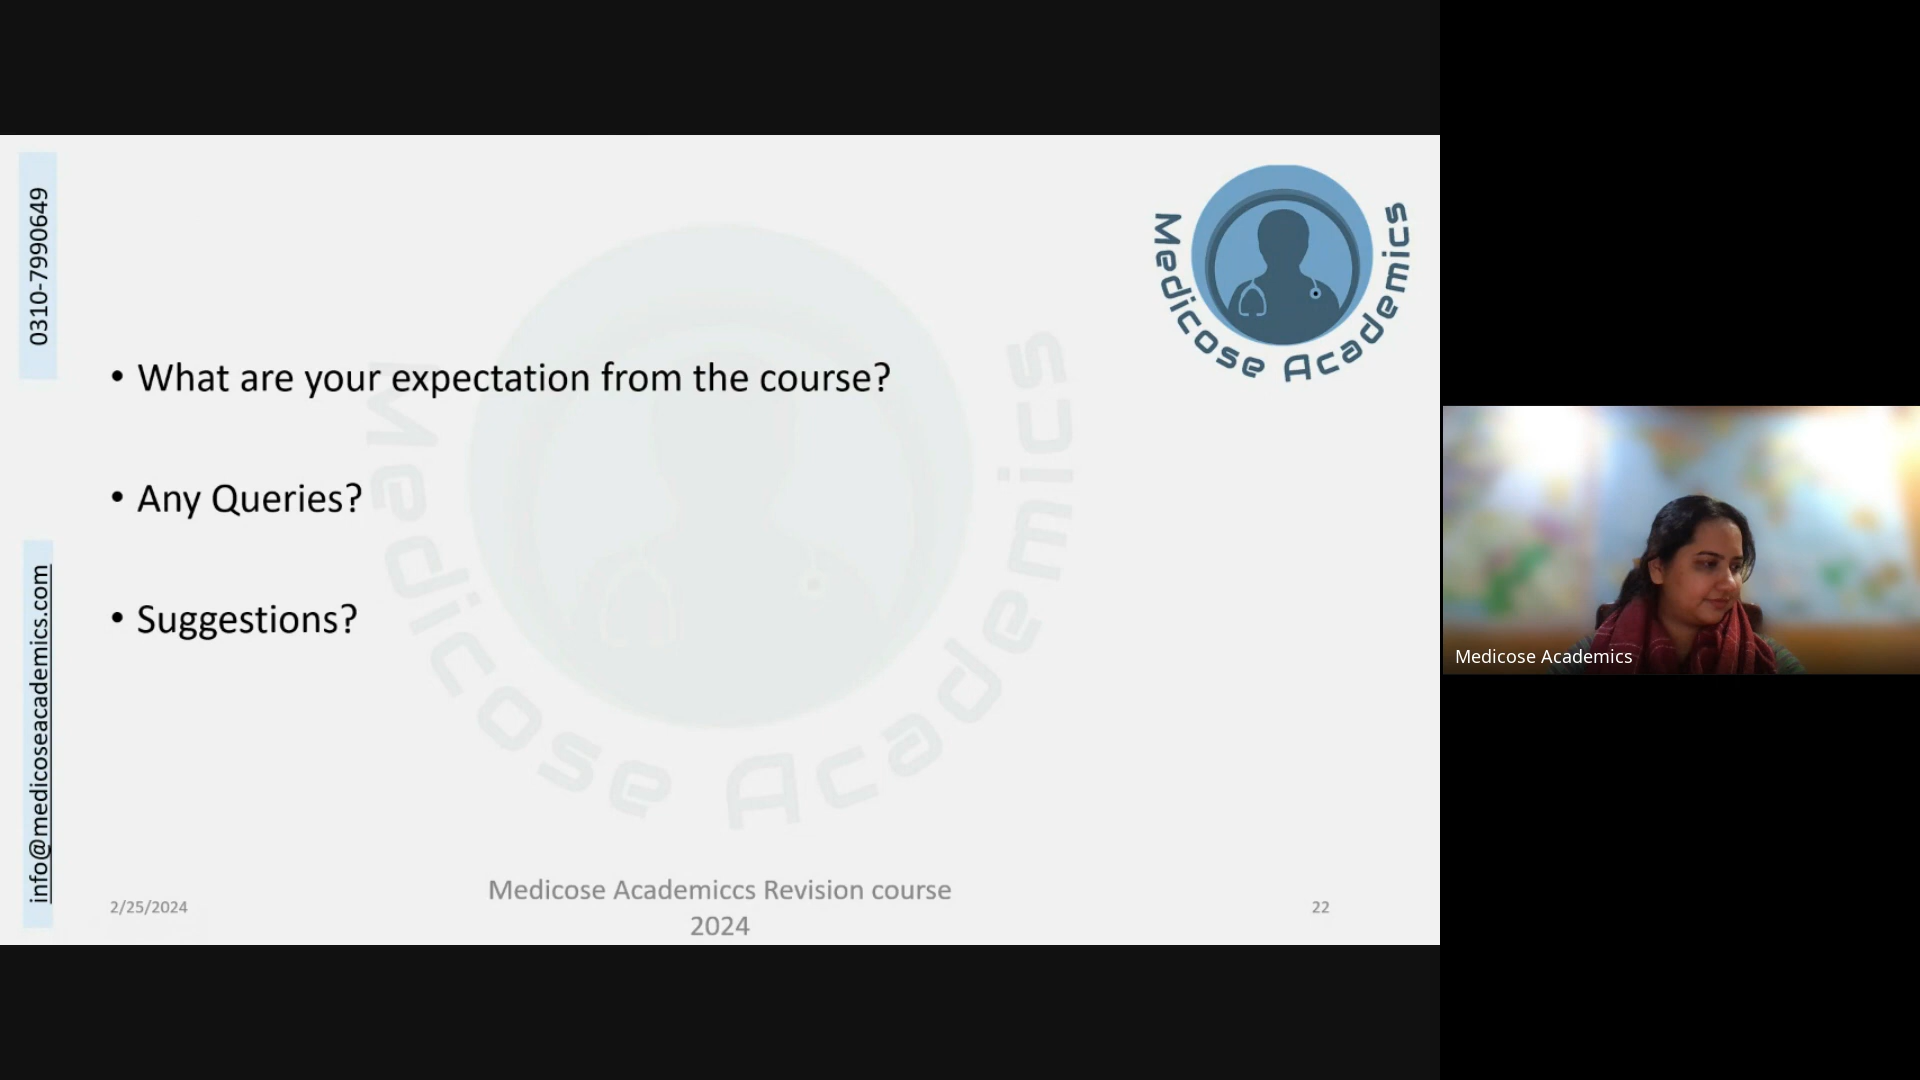 0310-7990649
info@medicoseacademics.com
Medicose Academics
• What are your expectation from the course?
• Any Queries?
• Suggestions?
Medicose Academics
2/25/2024
Medicose Academiccs Revision course
2024
22
Medicose Academics